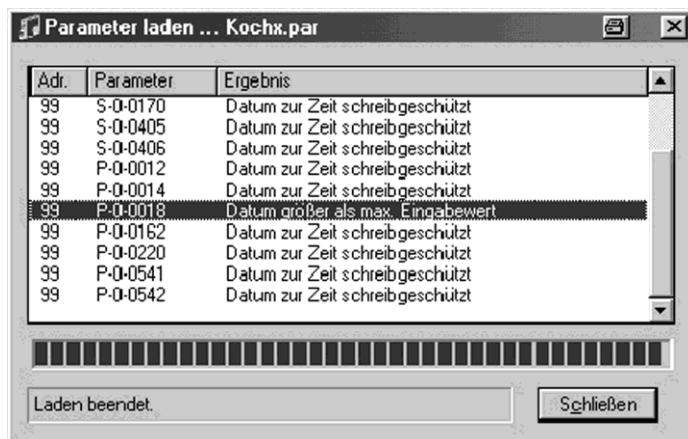 Parameter laden ... Kochx.par
Adr. Parameter Ergebnis
99 S-0-0170 Datum zur Zeit schreibgeschützt
99 S-0-0405 Datum zur Zeit schreibgeschützt
99 S-0-0406 Datum zur Zeit schreibgeschützt
99 P-0-0012 Datum zur Zeit schreibgeschützt
99 P-0-0014 Datum zur Zeit schreibgeschützt
99 P-0-0018 Datum größer als max. Eingabewert
99 P-0-0162 Datum zur Zeit schreibgeschützt
99 P-0-0220 Datum zur Zeit schreibgeschützt
99 P-0-0541 Datum zur Zeit schreibgeschützt
99 P-0-0542 Datum zur Zeit schreibgeschützt
Laden beendet.
Schließen